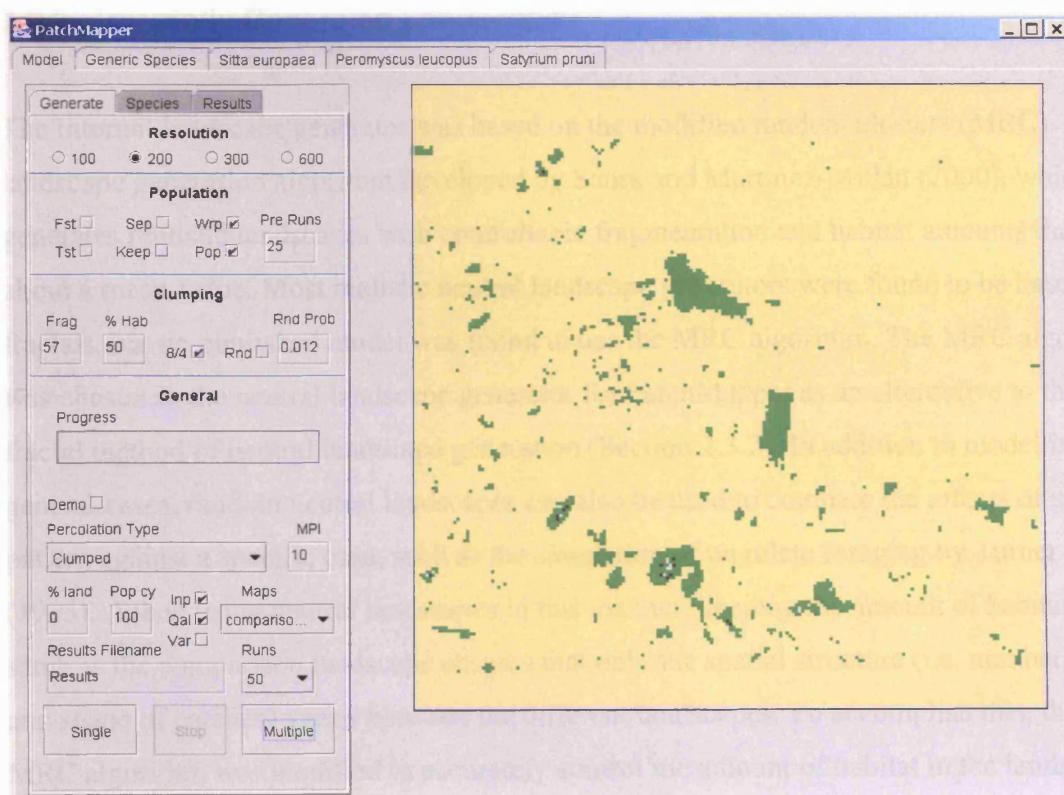 PatchMapper
Model Generic Species Sitta europaea Peromyscus leucopus Satyrium pruni
Generate Species Results
Resolution
100 200 300 600
Population
Fst Sep Wrp Pre Runs
Tst Keep Pop 25
Clumping
Frag % Hab Rnd Prob
57 50 8/4 Rnd 0.012
General
Progress
Demo
Percolation Type MPI
Clumped 10
% land Pop cy Inp Maps
0 100 Qal compariso...
Var
Results Filename Runs
Results 50
Single Stop Multiple